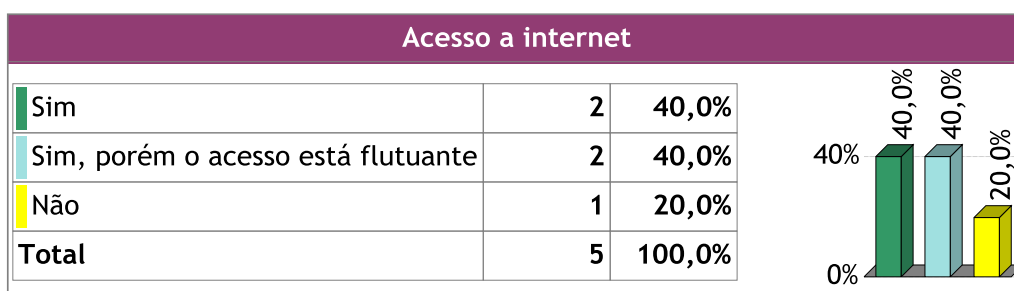 Acesso a internet
Sim 2 40,0%
Sim, porém o acesso está flutuante 2 40,0%
Não 1 20,0%
Total 5 100,0%
40,0%
40,0%
20,0%
40%
0%